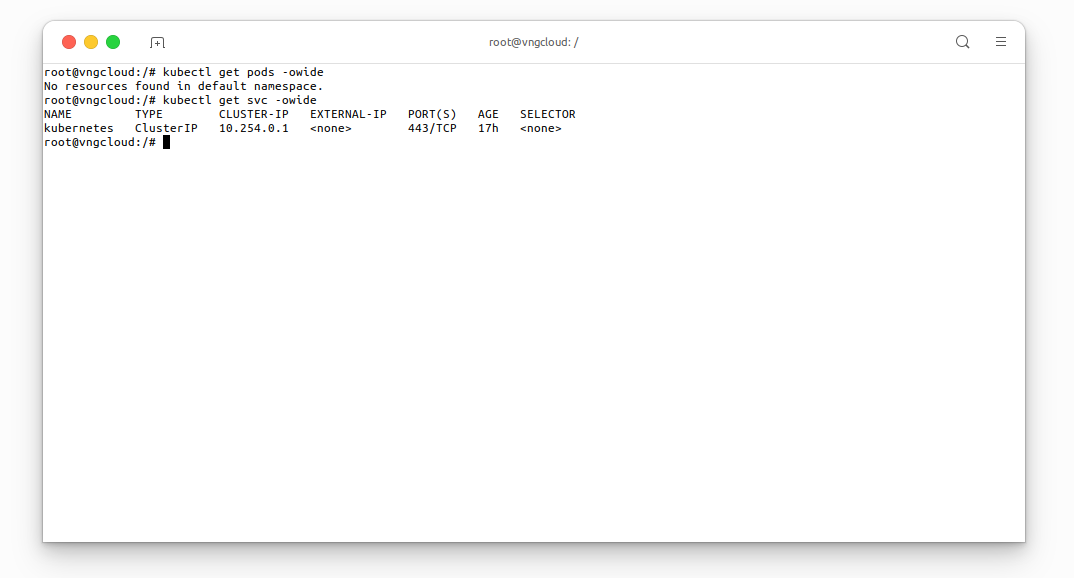 root@vngcloud: /
root@vngcloud:/# kubectl get pods -owide
No resources found in default namespace.
root@vngcloud:/# kubectl get svc -owide
NAME         TYPE        CLUSTER-IP   EXTERNAL-IP   PORT(S)   AGE   SELECTOR
kubernetes   ClusterIP   10.254.0.1   <none>        443/TCP   17h   <none>
root@vngcloud:/#